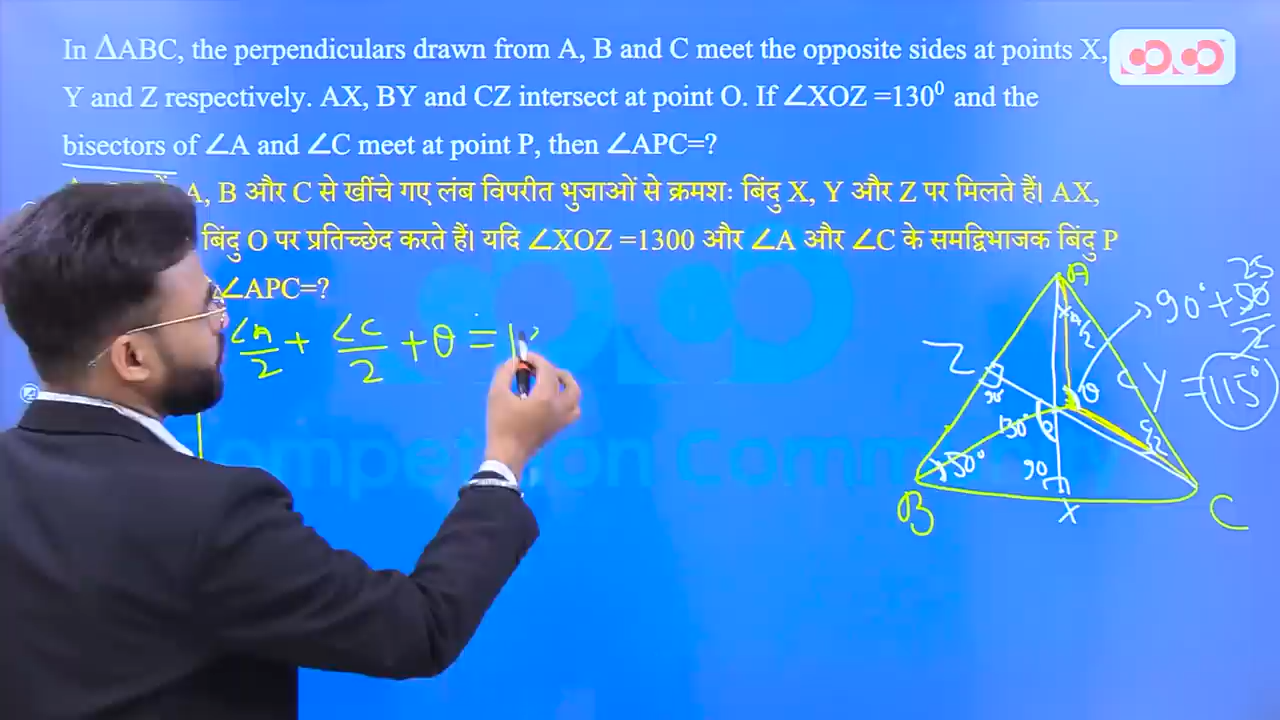 In ΔABC, the perpendiculars drawn from A, B and C meet the opposite sides at points X,
Y and Z respectively. AX, BY and CZ intersect at point O. If ∠XOZ =130⁰ and the
bisectors of ∠A and ∠C meet at point P, then ∠APC=?
A, B और C से खींचे गए लंब विपरीत भुजाओं से क्रमशः बिंदु X, Y और Z पर मिलते हैं। AX,
बिंदु O पर प्रतिच्छेद करते हैं। यदि ∠XOZ =1300 और ∠A और ∠C के समद्विभाजक बिंदु P
∠APC=?
∠A/2 + ∠C/2 + θ =
A
90° + 50/2
25
Z
θ
Y = 115°
90
130
50°
90
B
X
C
Competition Community